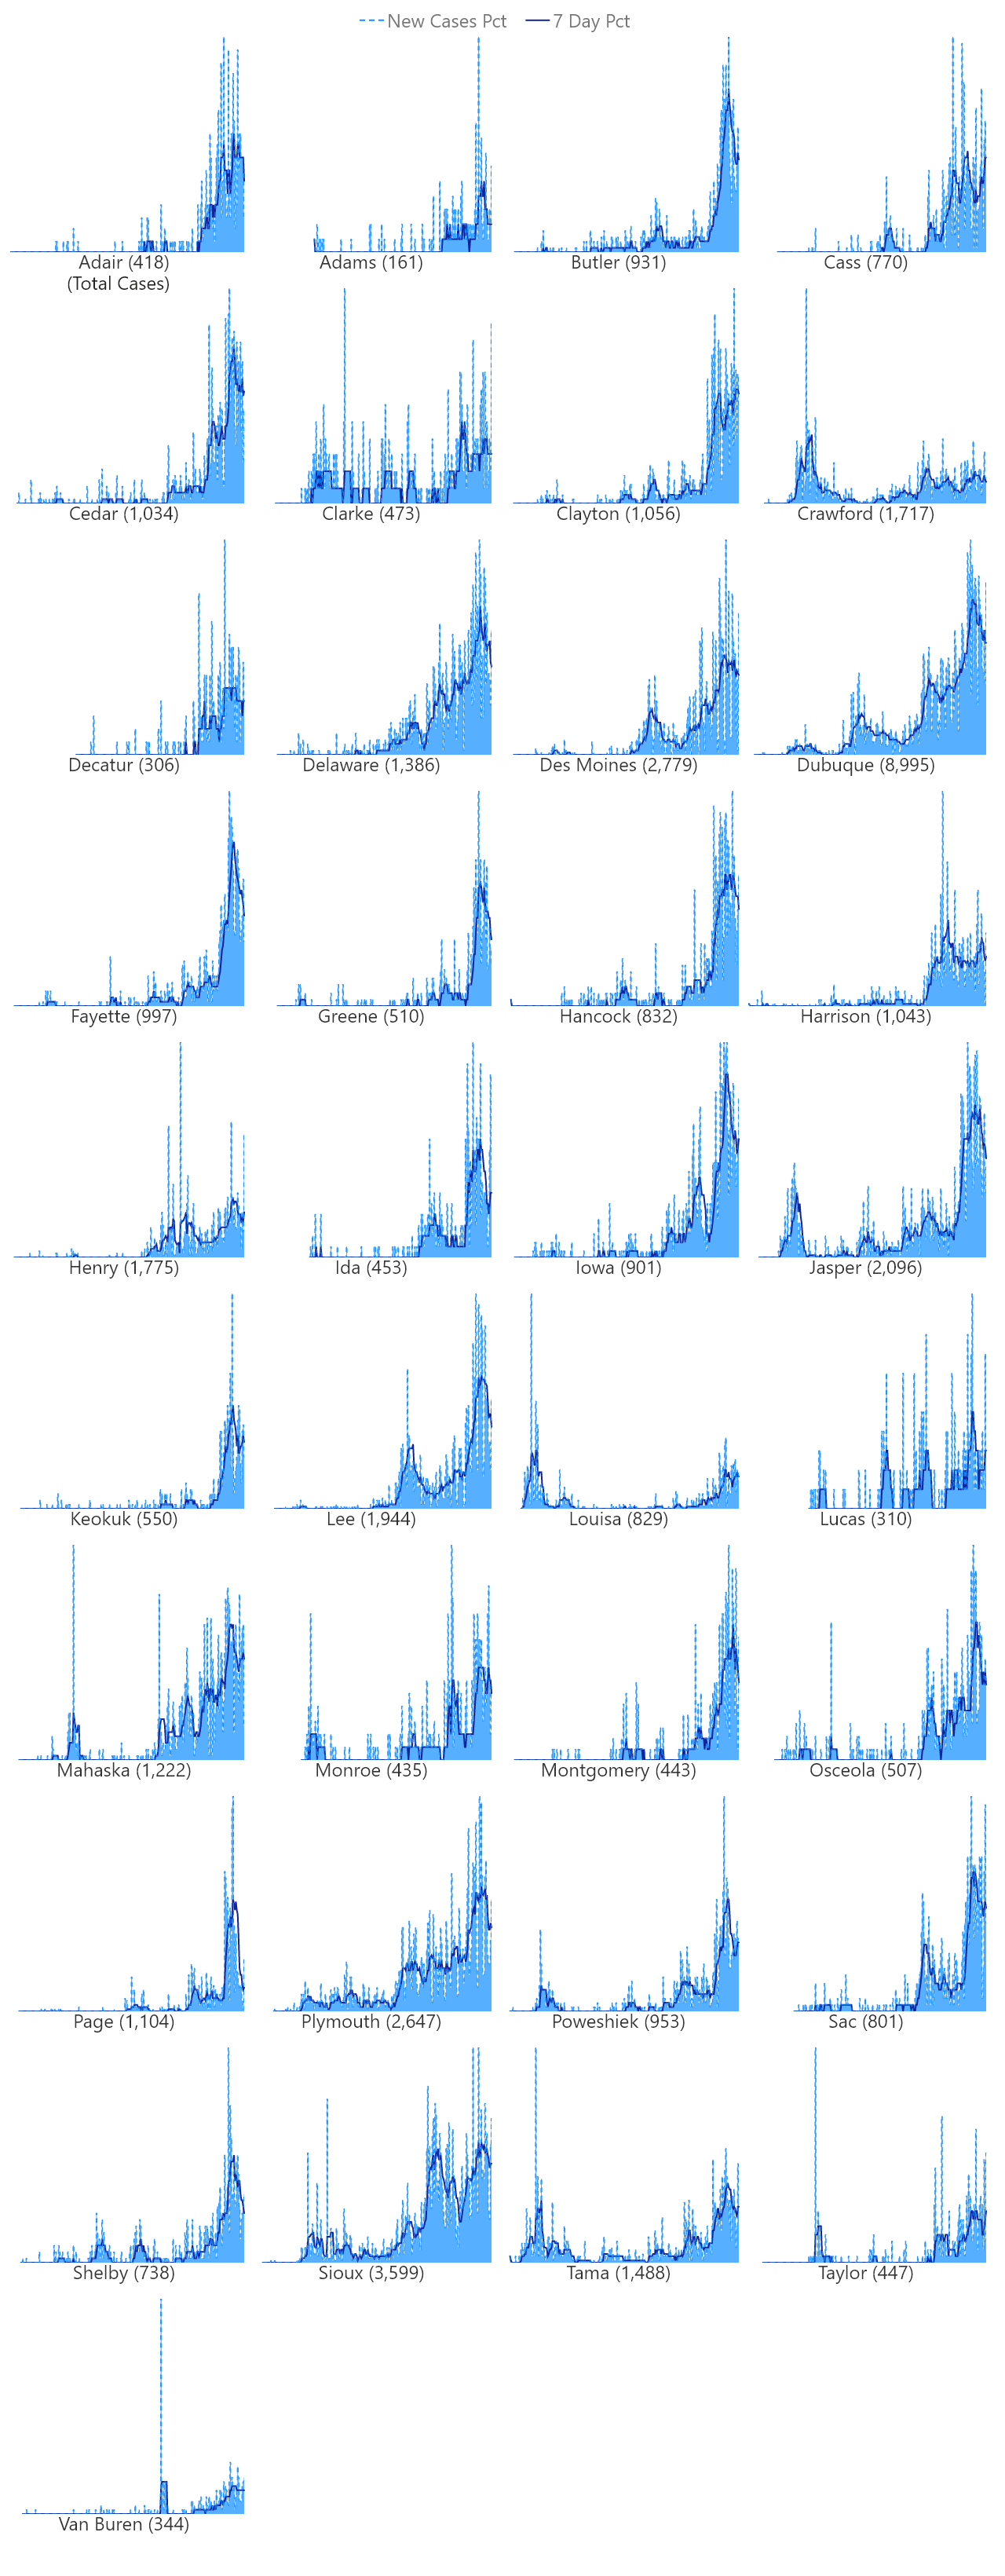 New Cases Pct 7 Day Pct
Adair (418) Adams (161) Butler (931) Cass (770)
(Total Cases)
Cedar (1,034) Clarke (473) Clayton (1,056) Crawford (1,717)
Decatur (306) Delaware (1,386) Des Moines (2,779) Dubuque (8,995)
Fayette (997) Greene (510) Hancock (832) Harrison (1,043)
Henry (1,775) Ida (453) Iowa (901) Jasper (2,096)
Keokuk (550) Lee (1,944) Louisa (829) Lucas (310)
Mahaska (1,222) Monroe (435) Montgomery (443) Osceola (507)
Page (1,104) Plymouth (2,647) Poweshiek (953) Sac (801)
Shelby (738) Sioux (3,599) Tama (1,488) Taylor (447)
Van Buren (344)